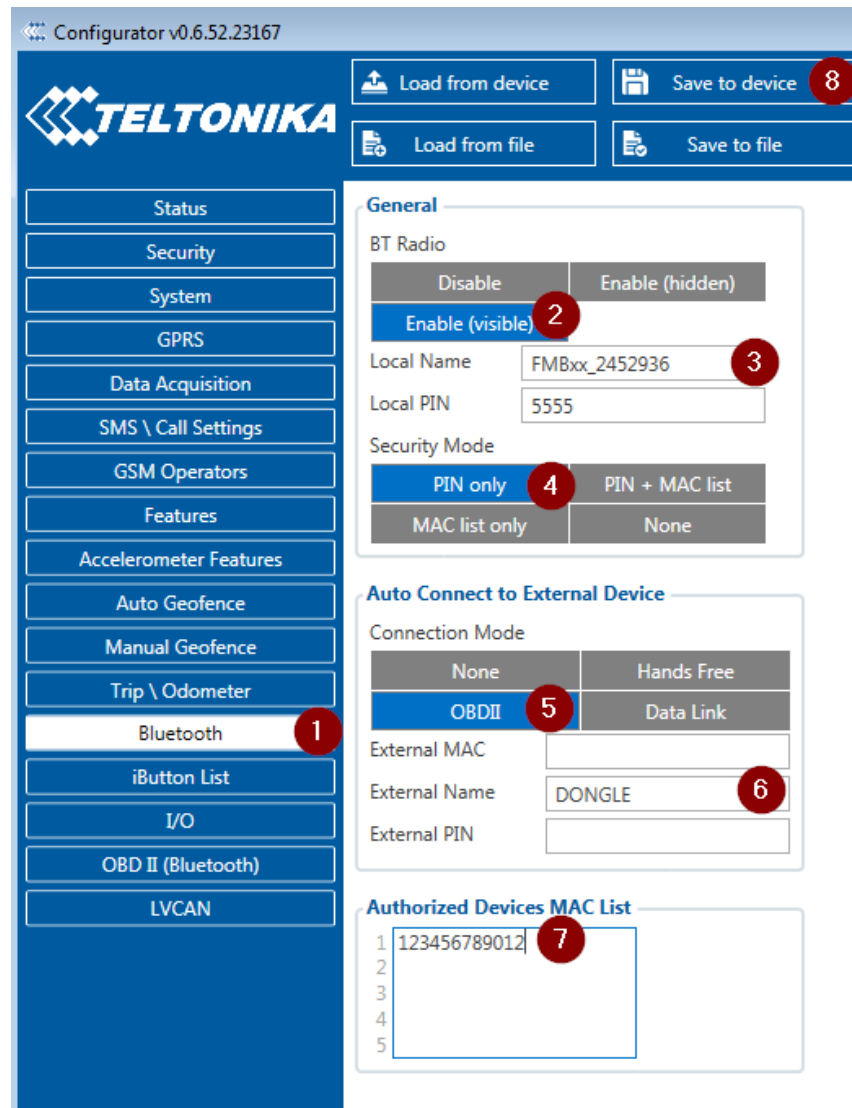 Configurator v0.6.52.23167
TELTONIKA
Load from device
Save to device 8
Load from file
Save to file
Status
Security
System
GPRS
Data Acquisition
SMS \ Call Settings
GSM Operators
Features
Accelerometer Features
Auto Geofence
Manual Geofence
Trip \ Odometer
Bluetooth 1
iButton List
I/O
OBD II (Bluetooth)
LVCAN
General
BT Radio
Disable Enable (hidden)
Enable (visible) 2
Local Name FMBxx_2452936 3
Local PIN 5555
Security Mode
PIN only 4 PIN + MAC list
MAC list only None
Auto Connect to External Device
Connection Mode
None Hands Free
OBDII 5 Data Link
External MAC
External Name DONGLE 6
External PIN
Authorized Devices MAC List
1 123456789012 7
2
3
4
5